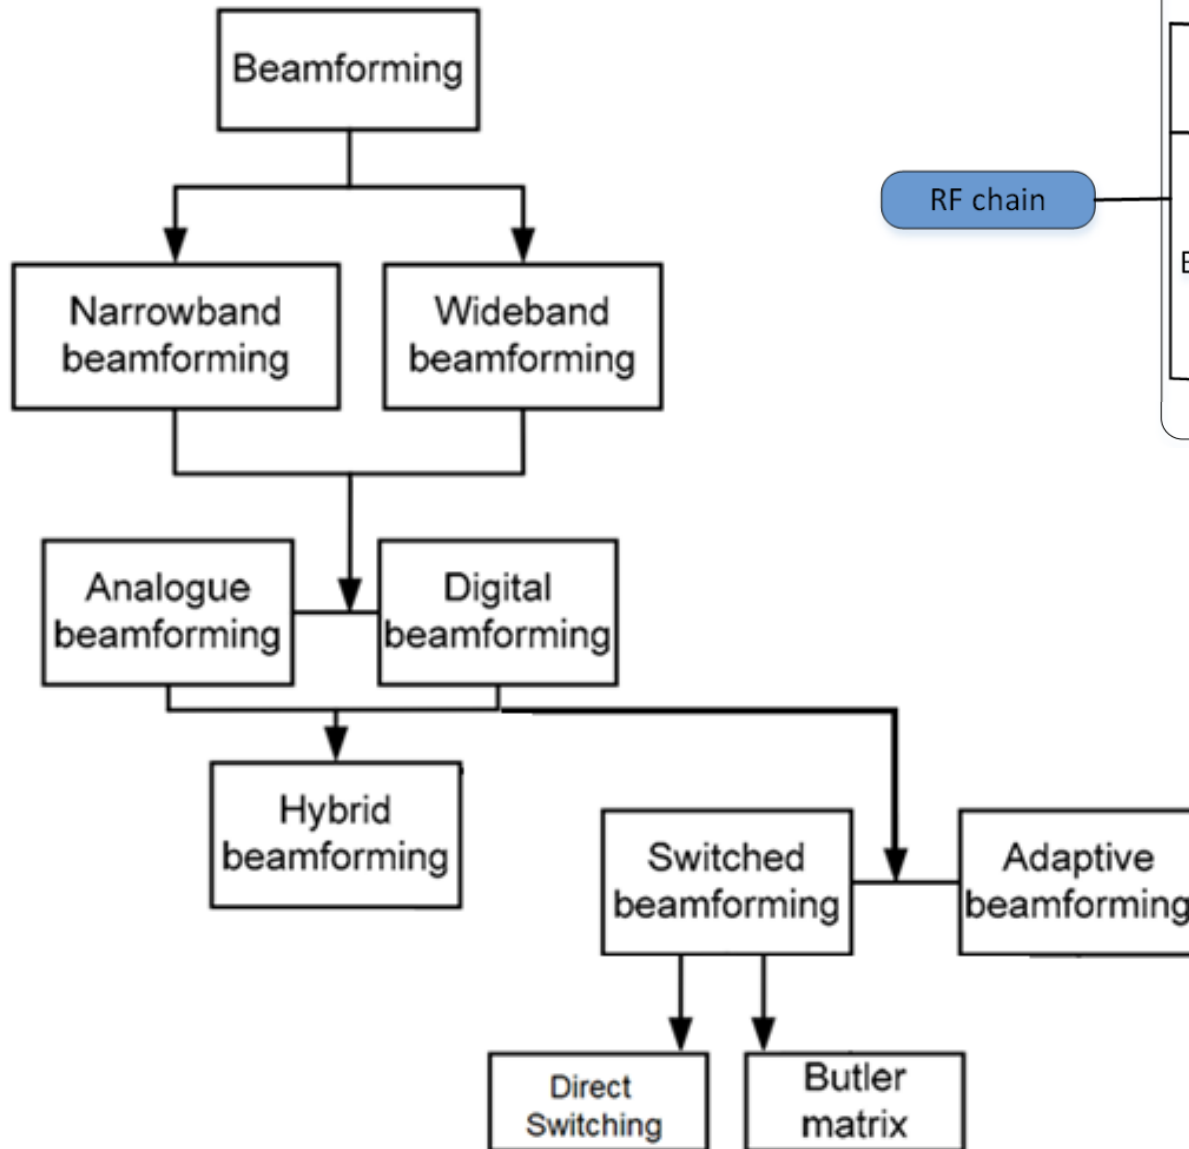 Beamforming
RF chain
Narrowband
beamforming
Wideband
beamforming
Analogue
beamforming
Digital
beamforming
Hybrid
beamforming
Switched
beamforming
Adaptive
beamforming
Direct
Switching
Butler
matrix